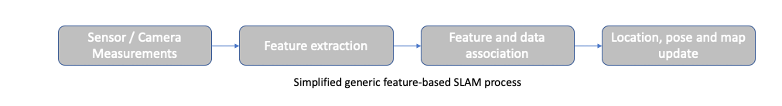 Sensor / Camera
Measurements
Feature extraction
Feature and data
association
Location, pose and map
update
Simplified generic feature-based SLAM process